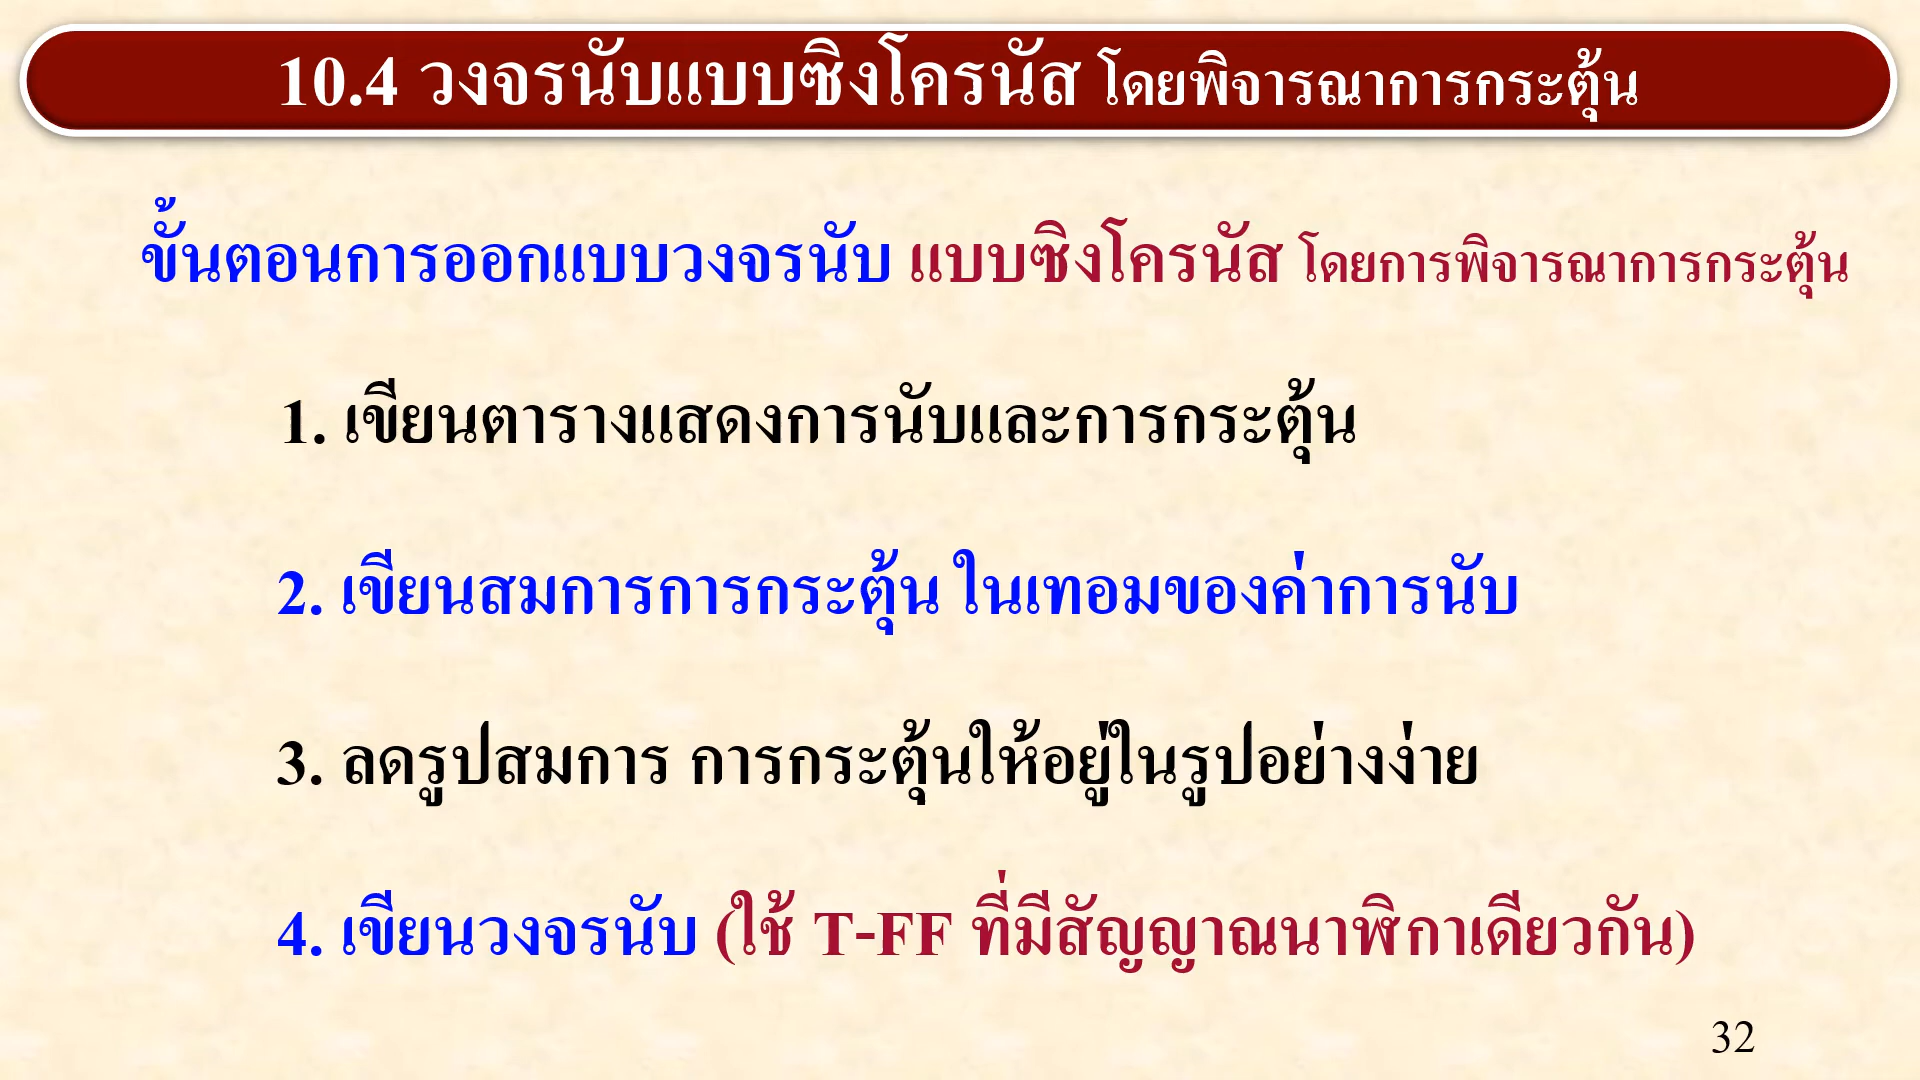 10.4 วงจรนับแบบซิงโครนัส โดยพิจารณาการกระตุ้น
ขั้นตอนการออกแบบวงจรนับ แบบซิงโครนัส โดยการพิจารณาการกระตุ้น
1. เขียนตารางแสดงการนับและการกระตุ้น
2. เขียนสมการการกระตุ้น ในเทอมของค่าการนับ
3. ลดรูปสมการ การกระตุ้นให้อยู่ในรูปอย่างง่าย
4. เขียนวงจรนับ (ใช้ T-FF ที่มีสัญญาณนาฬิกาเดียวกัน)
32